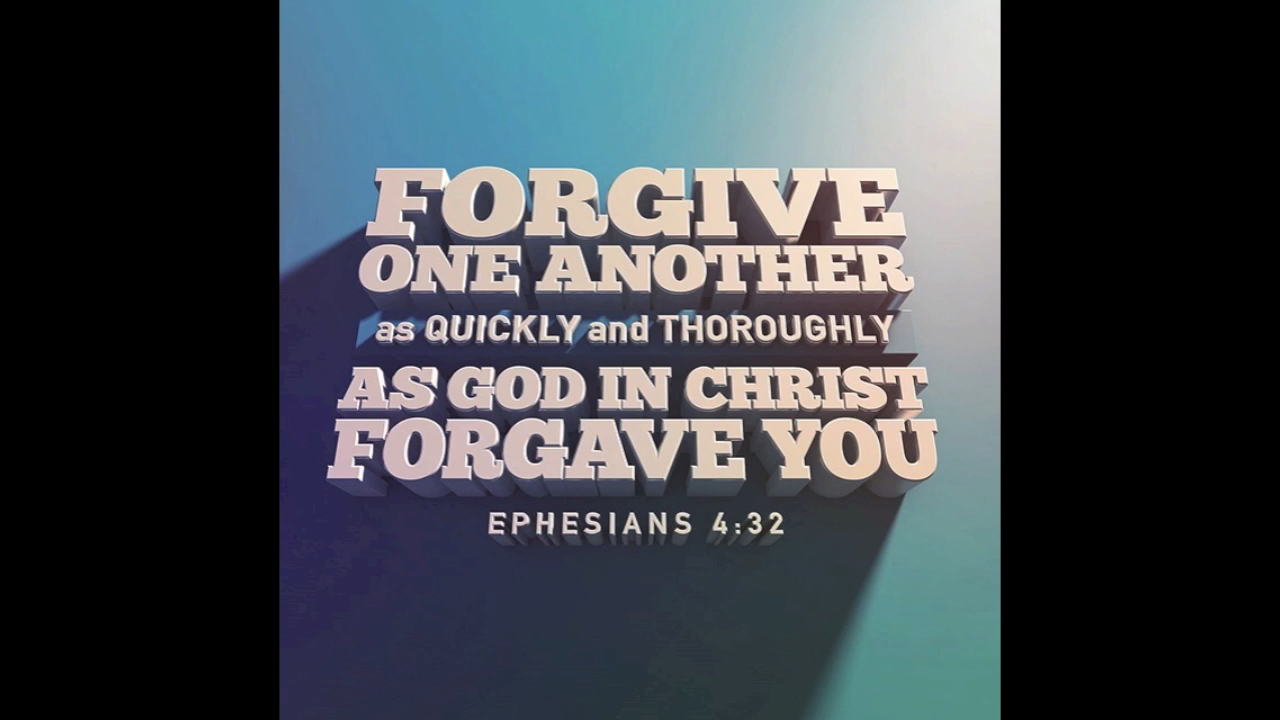 FORGIVE
ONE ANOTHER
as QUICKLY and THOROUGHLY
AS GOD IN CHRIST
FORGAVE YOU
EPHESIANS 4:32